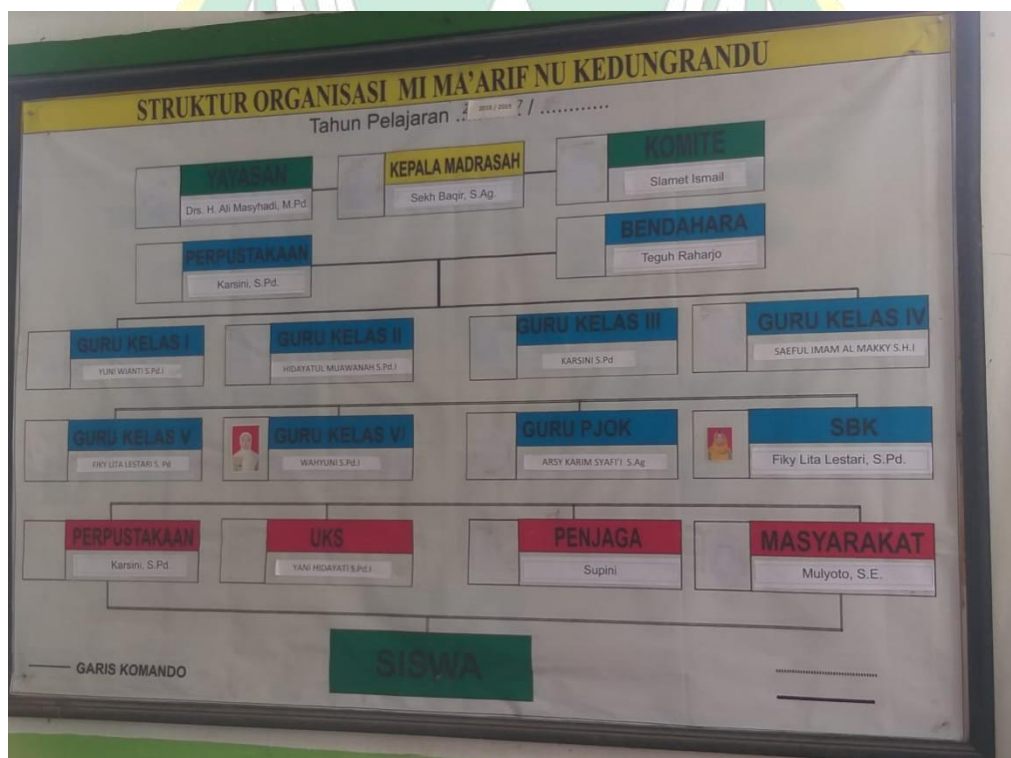 STRUKTUR ORGANISASI MI MA'ARIF NU KEDUNGRANDU
Tahun Pelajaran / ............
YAYASAN
Drs. H. Ali Masyhadi, M.Pd
KEPALA MADRASAH
Sekh Baqir, S.Ag.
KOMITE
Slamet Ismail
PERPUSTAKAAN
Karsini, S.Pd.
BENDAHARA
Teguh Raharjo
GURU KELAS I
YUNI WIANTI S.Pd.I
GURU KELAS II
HIDAYATUL MUAWANAH S.Pd.I
GURU KELAS III
KARSINI S.Pd
GURU KELAS IV
SAEFUL IMAM AL MAKKY S.H.I
GURU KELAS V
FIKY LITA LESTARI S. Pd
GURU KELAS VI
WAHYUNI S.Pd.I
GURU PJOK
ARSY KARIM SYAFI'I S.Ag
SBK
Fiky Lita Lestari, S.Pd.
PERPUSTAKAAN
Karsini, S.Pd
UKS
YANI HIDAYATI S.Pd.I
PENJAGA
Supini
MASYARAKAT
Mulyoto, S.E.
SISWA
GARIS KOMANDO